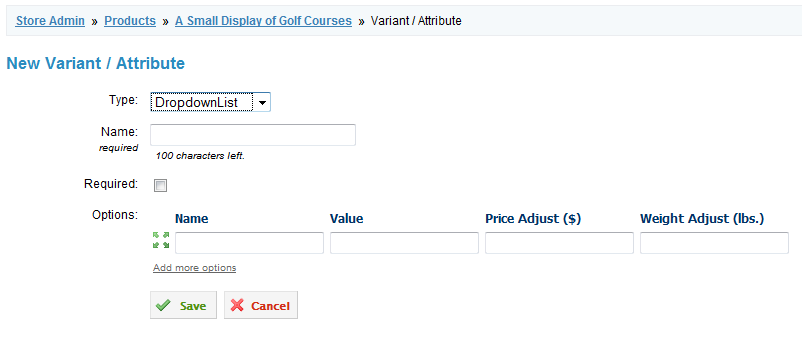 Store Admin » Products » A Small Display of Golf Courses » Variant / Attribute
New Variant / Attribute
Type: DropdownList
Name:
required
100 characters left.
Required:
Options: Name Value Price Adjust ($) Weight Adjust (lbs.)
Add more options
Save Cancel